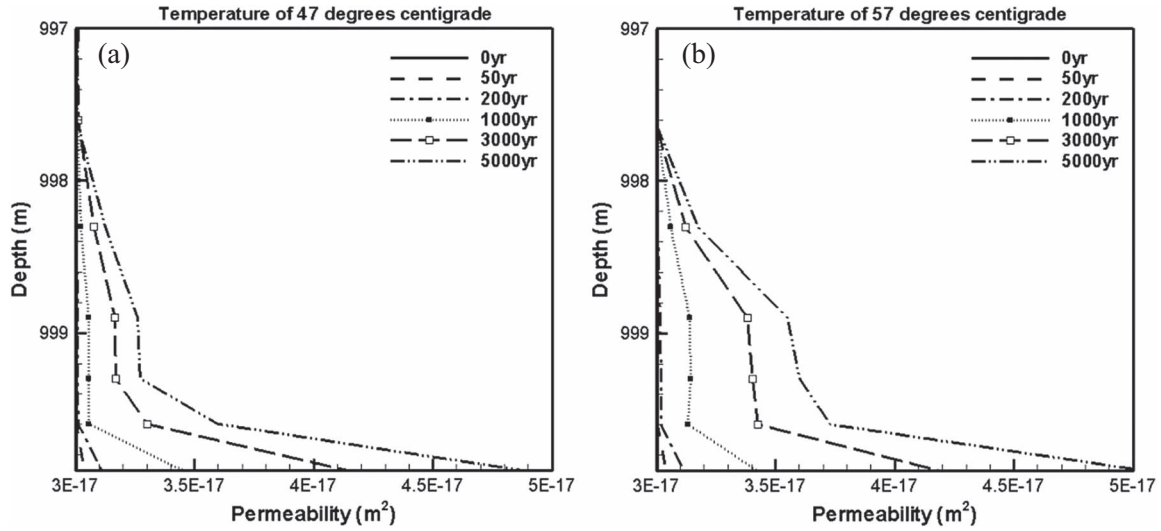 Temperature of 47 degrees centigrade
997
(a)
0yr
50yr
200yr
1000yr
3000yr
5000yr
998
Depth (m)
999
3E-17 3.5E-17 4E-17 4.5E-17 5E-17
Permeability (m²)
Temperature of 57 degrees centigrade
997
(b)
0yr
50yr
200yr
1000yr
3000yr
5000yr
998
Depth (m)
999
3E-17 3.5E-17 4E-17 4.5E-17 5E-17
Permeability (m²)